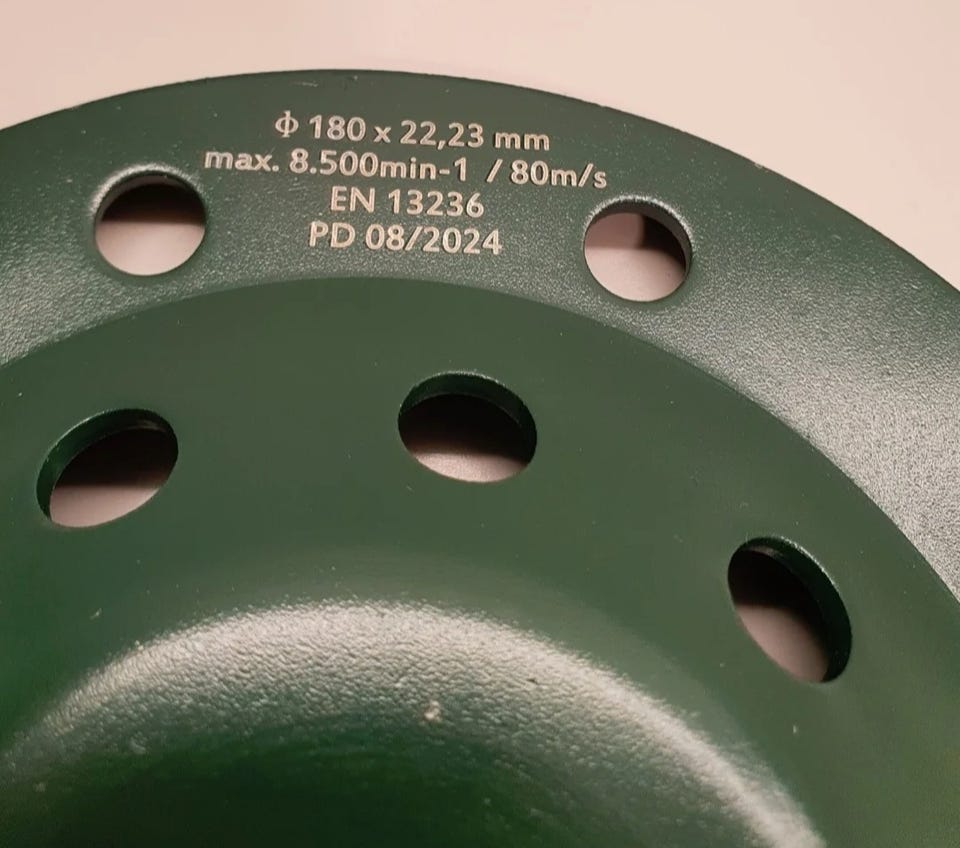 ϕ 180 x 22,23 mm
max. 8.500min-1 / 80m/s
EN 13236
PD 08/2024